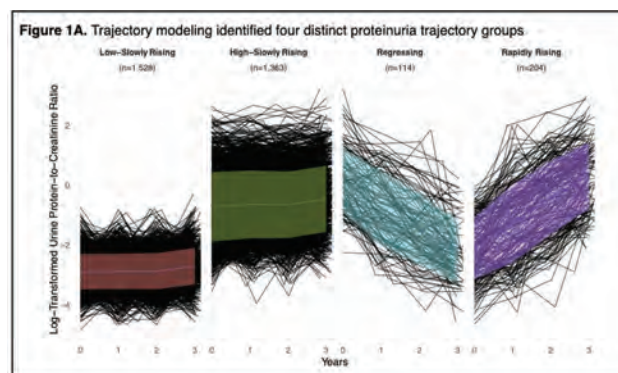 Figure 1A. Trajectory modeling identified four distinct proteinuria trajectory groups
Low-Slowly Rising
(n=1,528)
High-Slowly Rising
(n=1,363)
Regressing
(n=114)
Rapidly Rising
(n=204)
Log-Transformed Urine Protein-to-Creatinine Ratio
2
0
-2
-4
0 1 2 3
0 1 2 3
0 1 2 3
0 1 2 3
Years